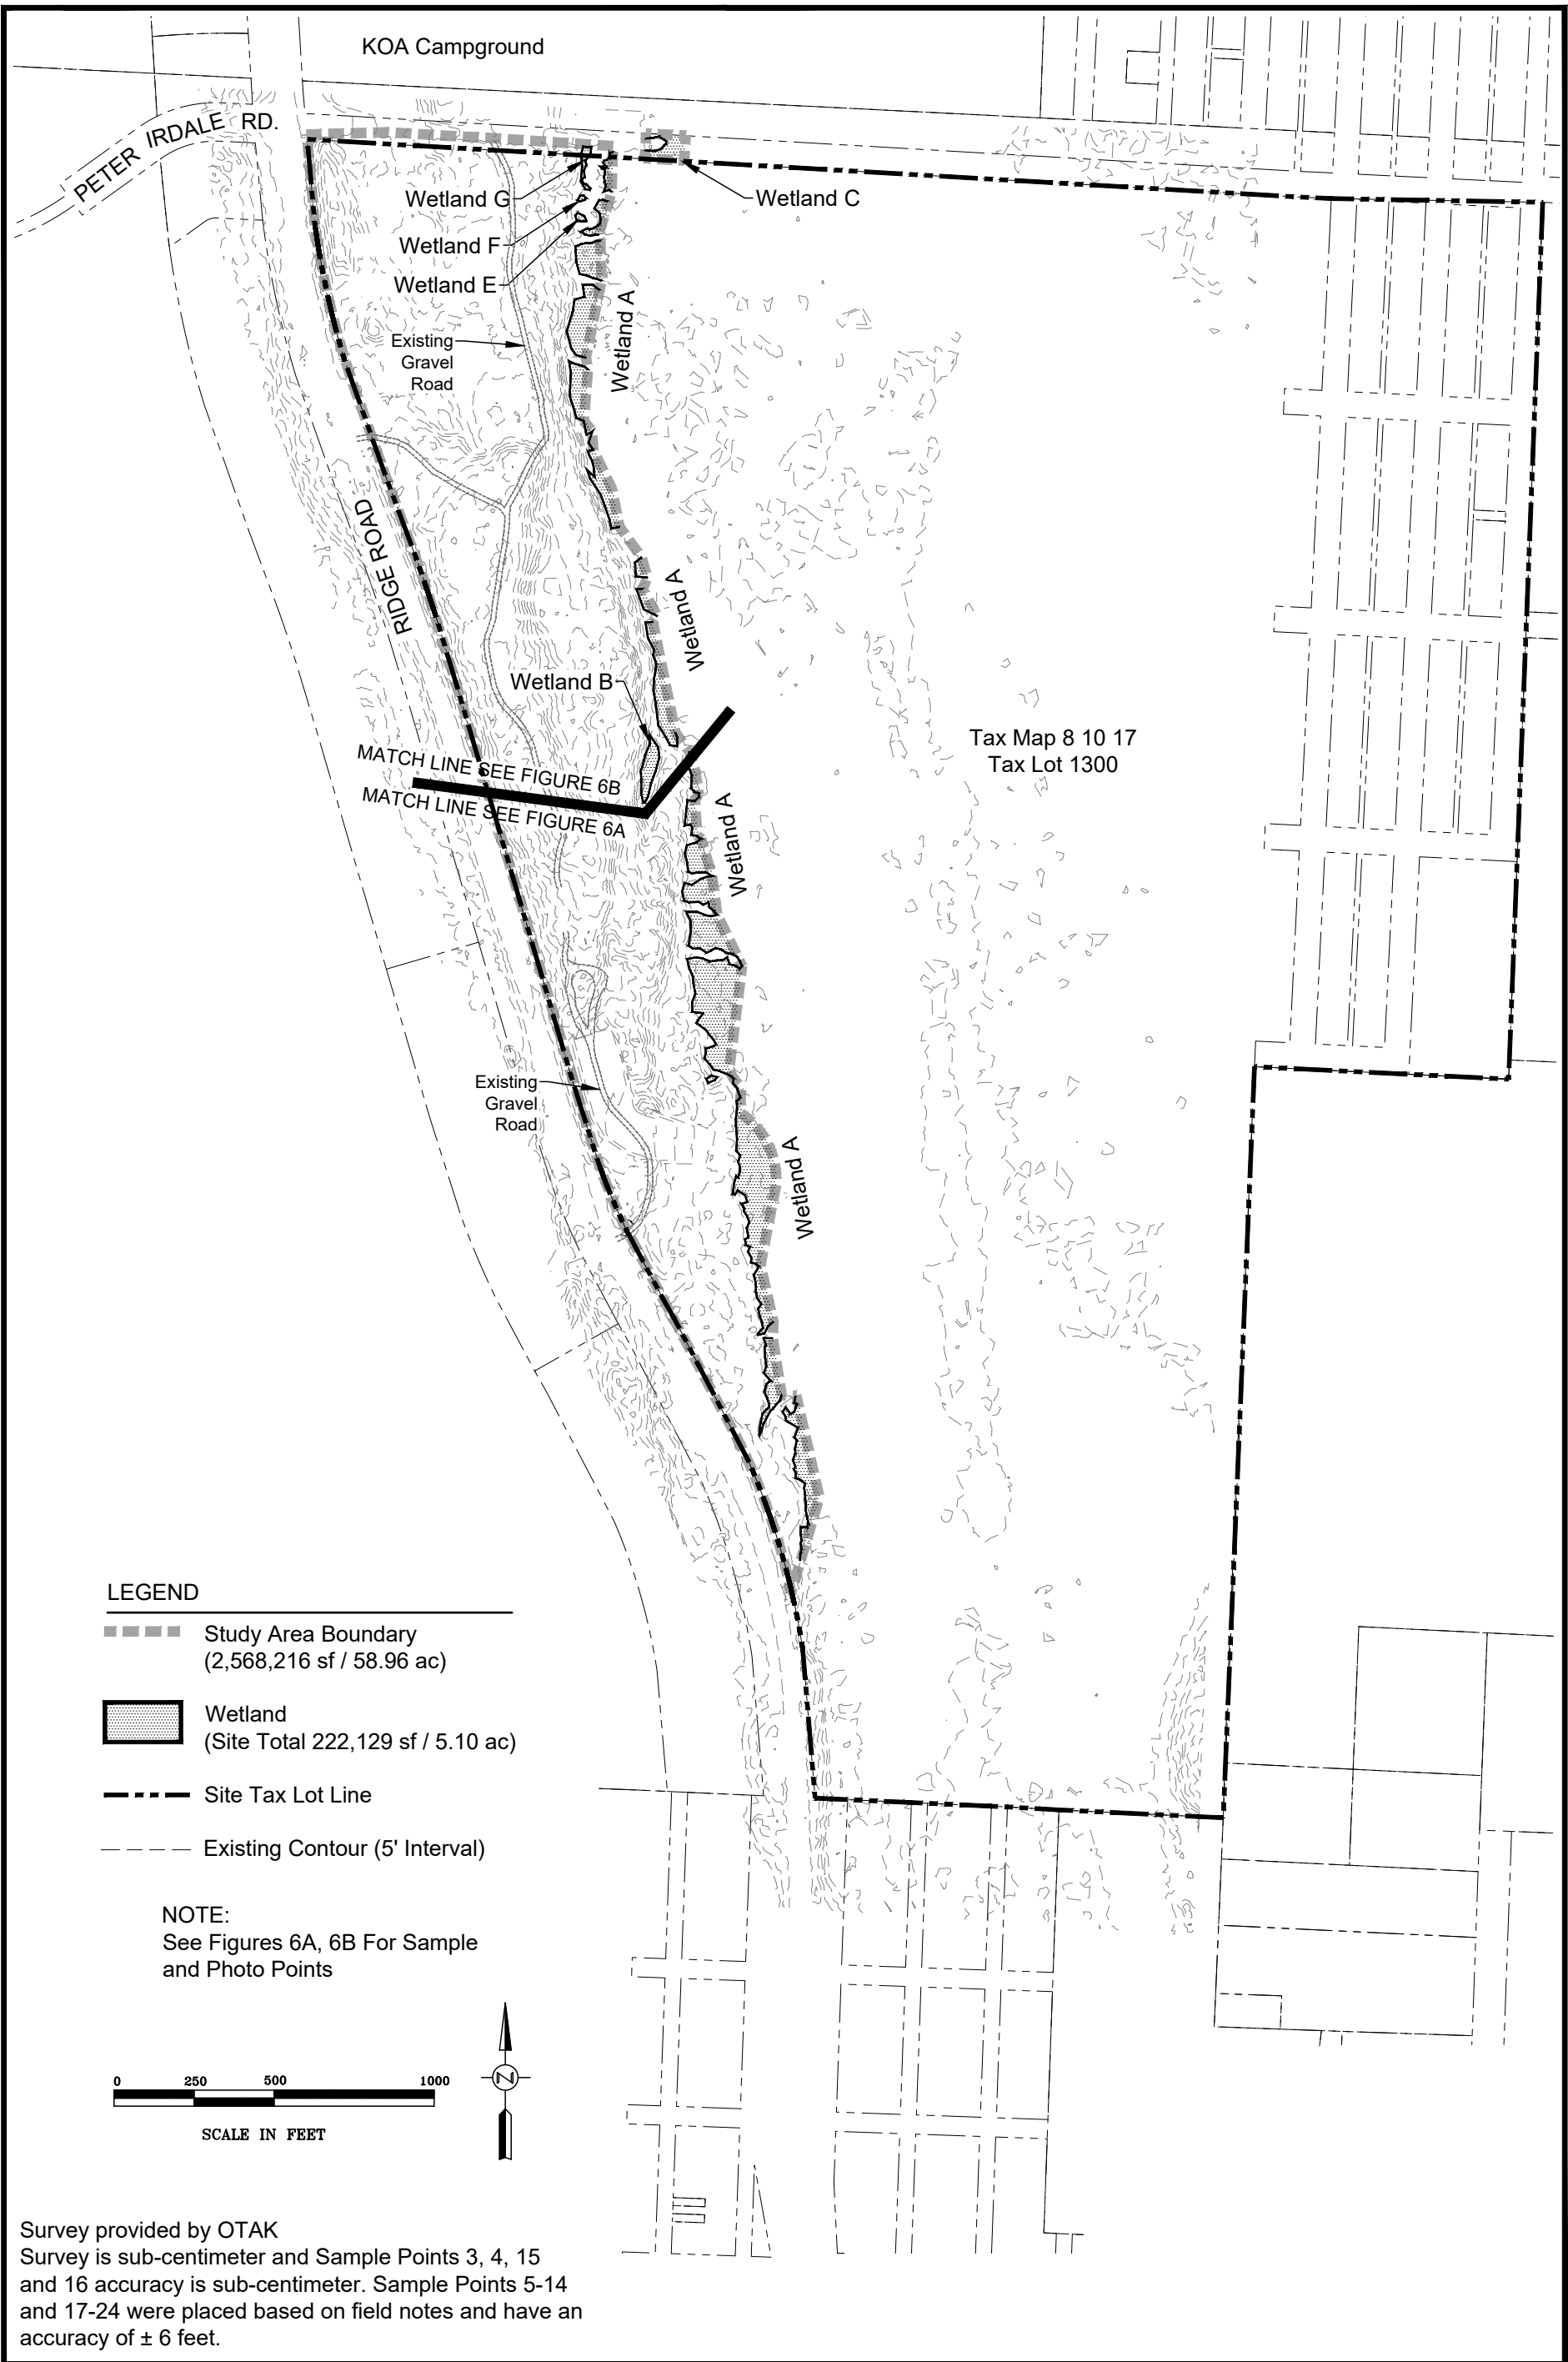 KOA Campground
PETER IRDALE RD.
Wetland G
Wetland C
Wetland F
Wetland E
Wetland A
Existing
Gravel
Road
RIDGE ROAD
Wetland A
Wetland B
Tax Map 8 10 17
Tax Lot 1300
MATCH LINE SEE FIGURE 6B
MATCH LINE SEE FIGURE 6A
Wetland A
Existing
Gravel
Road
Wetland A
LEGEND
Study Area Boundary
(2,568,216 sf / 58.96 ac)
Wetland
(Site Total 222,129 sf / 5.10 ac)
Site Tax Lot Line
Existing Contour (5' Interval)
NOTE:
See Figures 6A, 6B For Sample
and Photo Points
0 250 500 1000
SCALE IN FEET
N
Survey provided by OTAK
Survey is sub-centimeter and Sample Points 3, 4, 15
and 16 accuracy is sub-centimeter. Sample Points 5-14
and 17-24 were placed based on field notes and have an
accuracy of ± 6 feet.